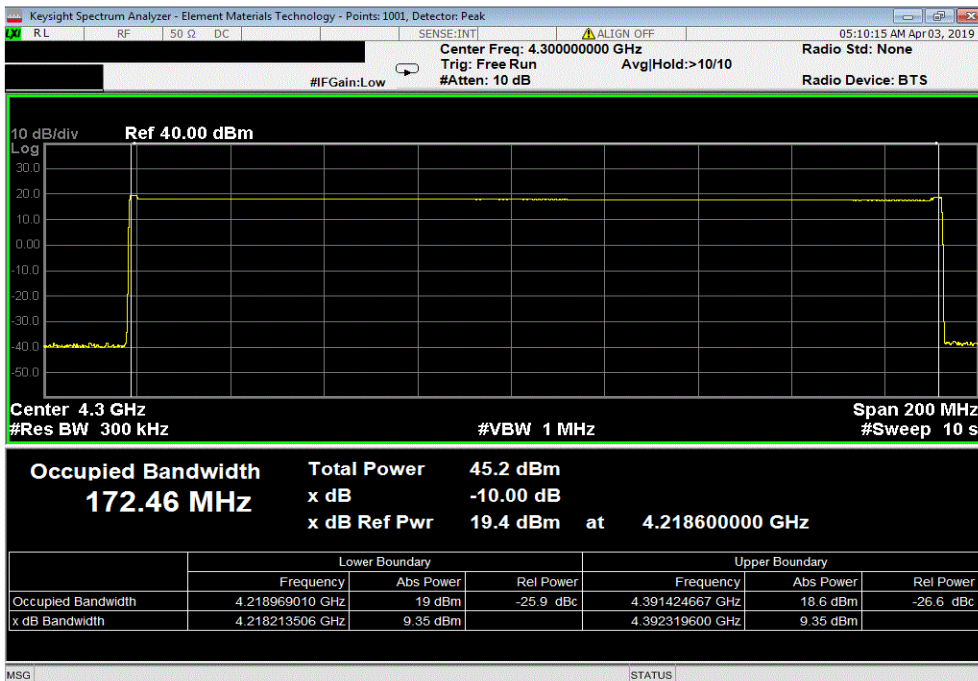 Keysight Spectrum Analyzer - Element Materials Technology - Points: 1001, Detector: Peak
LXI RL RF 50 Ω DC SENSE:INT ALIGN OFF 05:10:15 AM Apr 03, 2019
Center Freq: 4.300000000 GHz Radio Std: None
Trig: Free Run Avg|Hold:>10/10
#IFGain:Low #Atten: 10 dB Radio Device: BTS
10 dB/div Ref 40.00 dBm
Log
30.0
20.0
10.0
0.00
-10.0
-20.0
-30.0
-40.0
-50.0
Center 4.3 GHz Span 200 MHz
#Res BW 300 kHz #VBW 1 MHz #Sweep 10 s
Occupied Bandwidth Total Power 45.2 dBm
172.46 MHz x dB -10.00 dB
x dB Ref Pwr 19.4 dBm at 4.218600000 GHz
Lower Boundary Upper Boundary
Frequency Abs Power Rel Power Frequency Abs Power Rel Power
Occupied Bandwidth 4.218969010 GHz 19 dBm -25.9 dBc 4.391424667 GHz 18.6 dBm -26.6 dBc
x dB Bandwidth 4.218213506 GHz 9.35 dBm 4.392319600 GHz 9.35 dBm
MSG STATUS